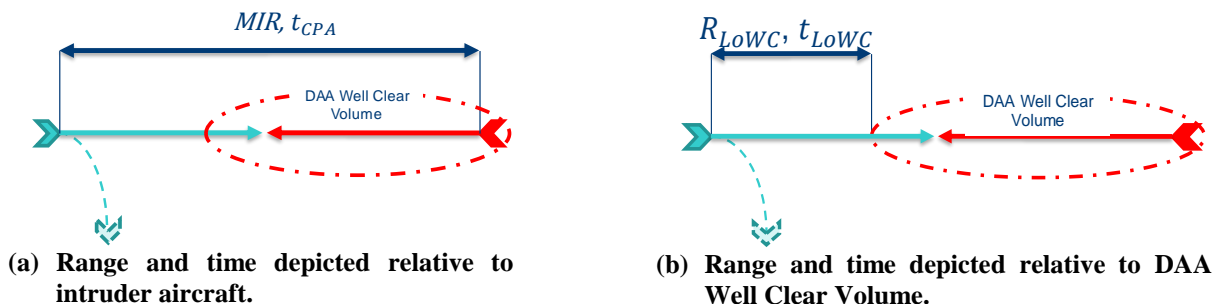 MIR, t_CPA
DAA Well Clear
Volume
(a) Range and time depicted relative to
intruder aircraft.
R_LoWC, t_LoWC
DAA Well Clear
Volume
(b) Range and time depicted relative to DAA
Well Clear Volume.